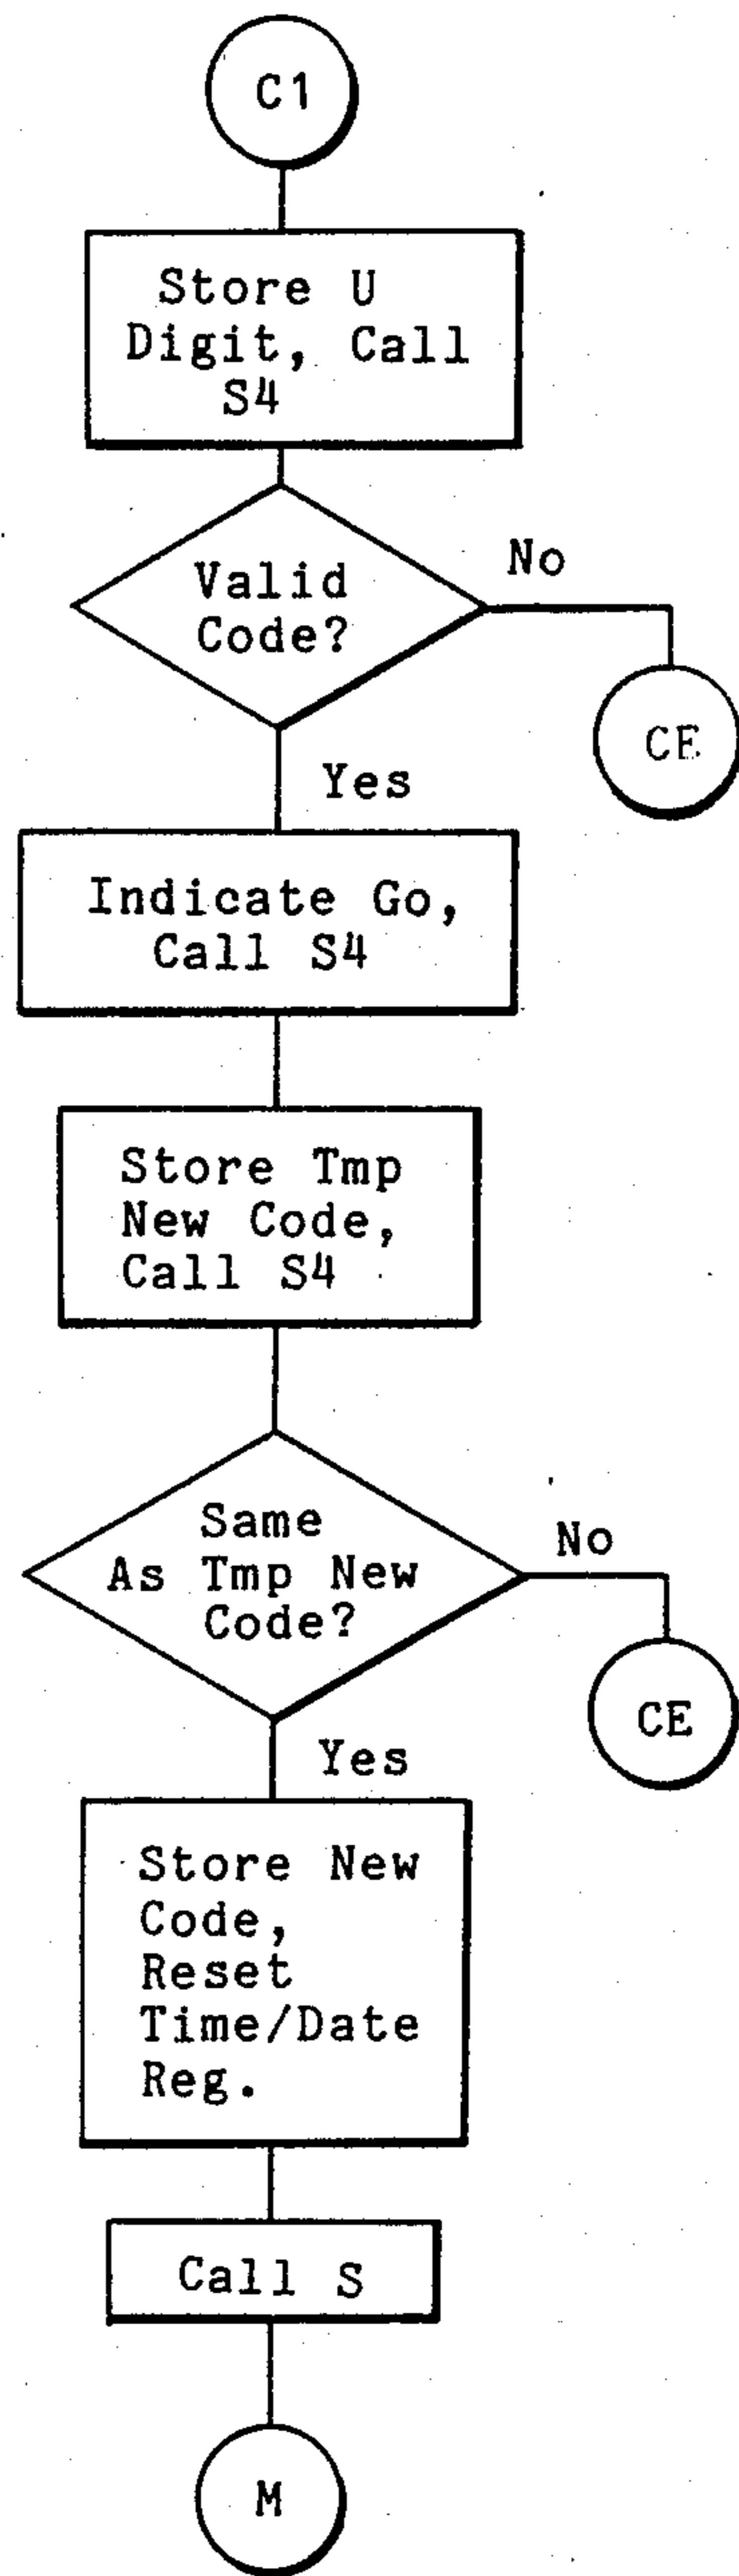 C1
Store U
Digit, Call
S4
Valid
Code?
No
CE
Yes
Indicate Go,
Call S4
Store Tmp
New Code,
Call S4
Same
As Tmp New
Code?
No
CE
Yes
Store New
Code,
Reset
Time/Date
Reg.
Call S
M